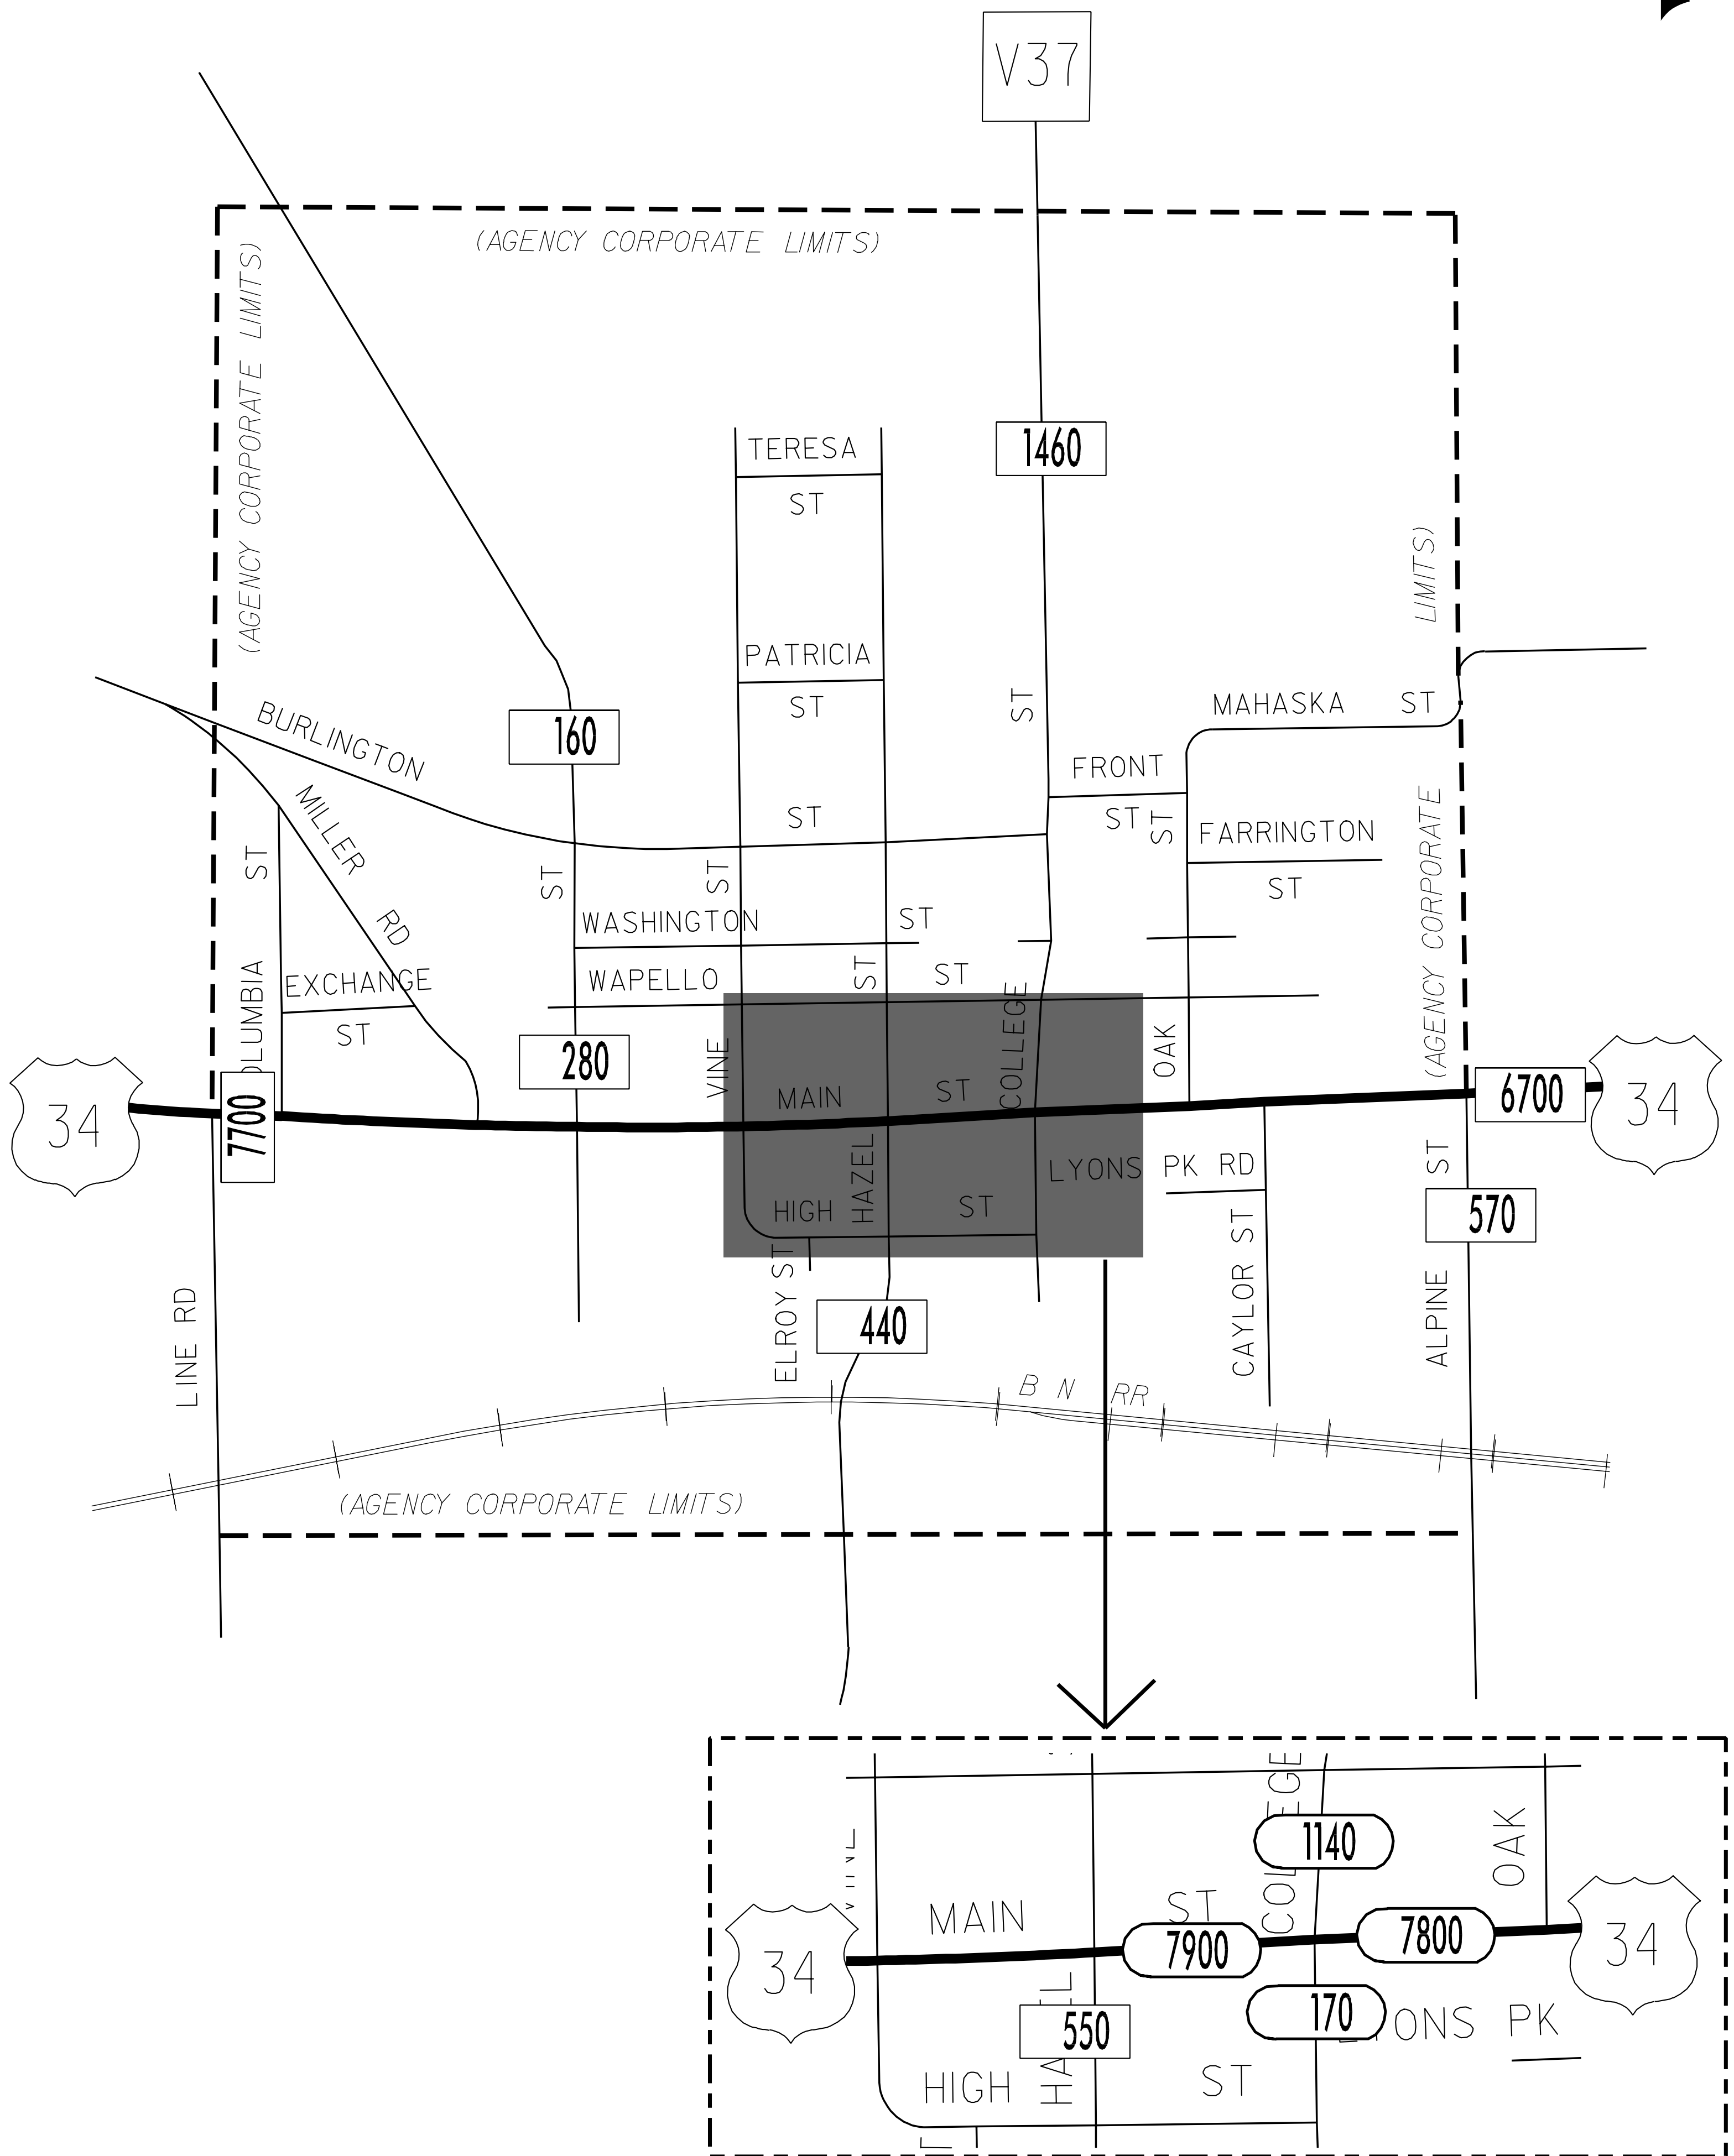 V37
(AGENCY CORPORATE LIMITS)
(AGENCY CORPORATE LIMITS)
1460
TERESA
ST
LIMITS)
(AGENCY CORPORATE
PATRICIA
ST
ST
MAHASKA ST
BURLINGTON
160
FRONT
ST
MILLER RD
ST
ST
FARRINGTON
ST
ST
ST
ST
WASHINGTON ST
EXCHANGE
ST
WAPELLO ST
ST
OLUMBIA
280
VINE
COLLEGE
OAK
34
7700
MAIN ST
6700
34
HAZEL
LYONS PK RD
ST
570
HIGH ST
LINE RD
ELROY ST
440
CAYLOR ST
ALPINE
B N RR
(AGENCY CORPORATE LIMITS)
1140
OAK
MAIN
ST
34
7900
7800
34
550
170
ONS PK
HIGH
ST